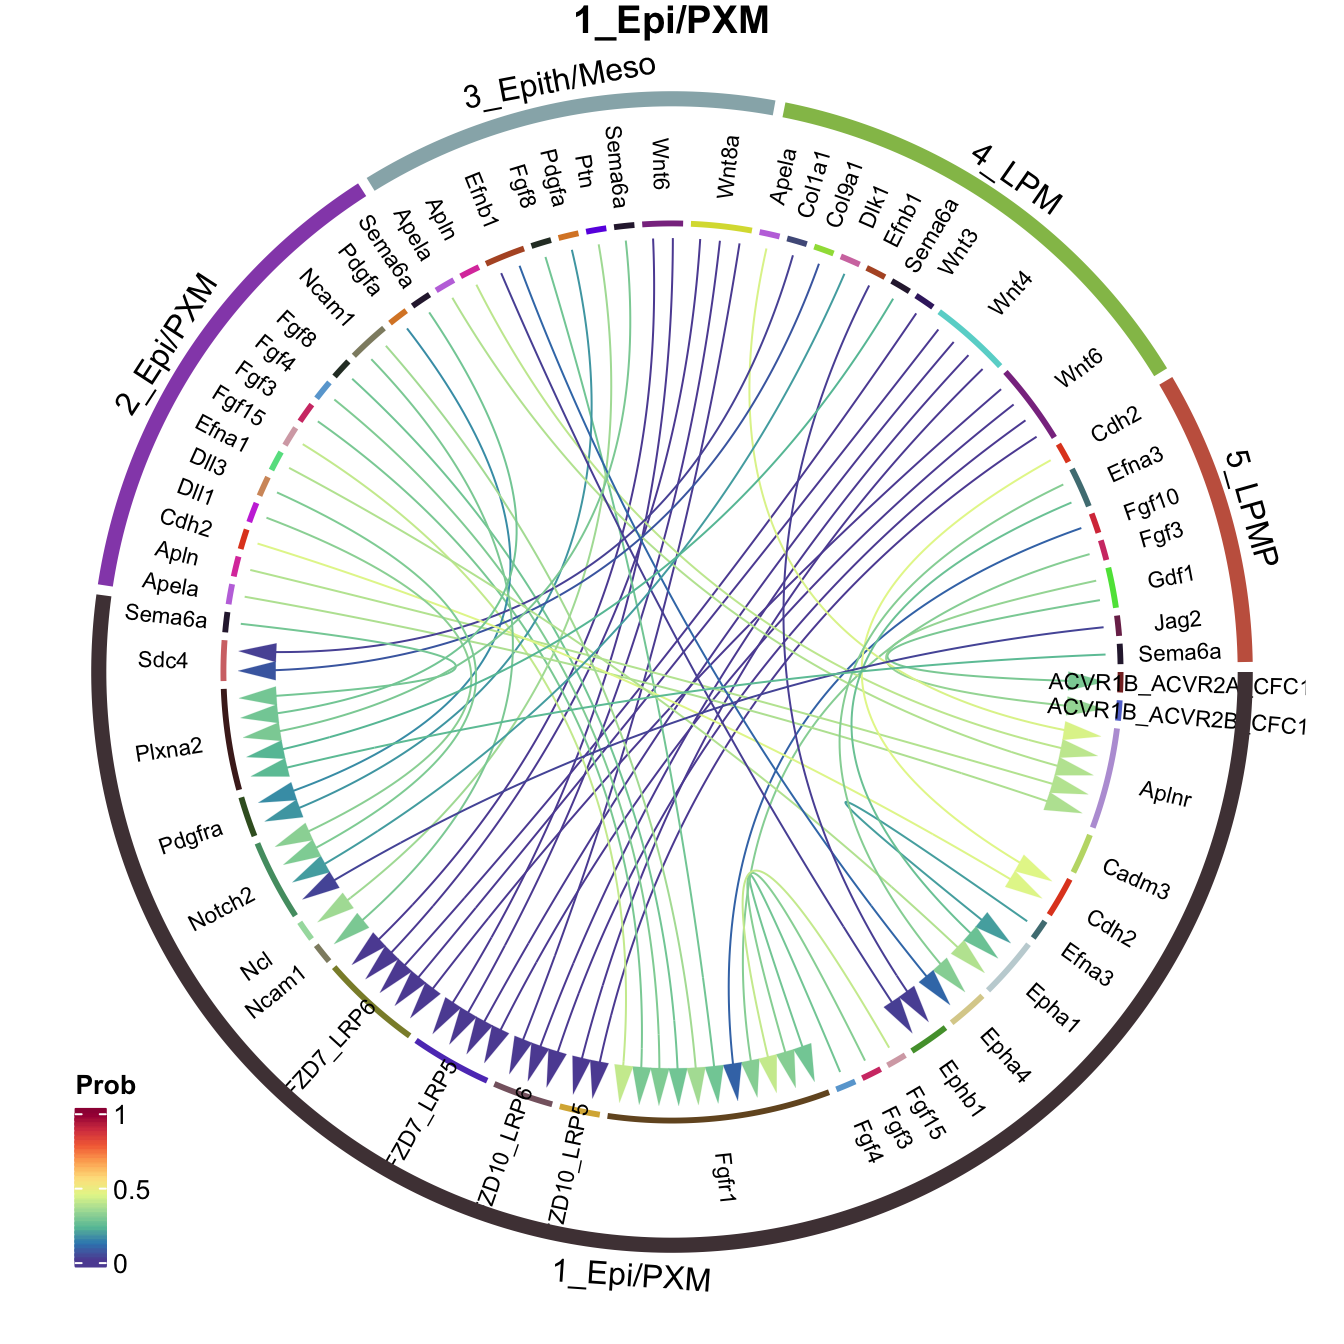 1_Epi/PXM
3_Epith/Meso
4_LPM
5_LPMP
2_Epi/PXM
1_Epi/PXM
Sema6a
Apela
Apln
Cdh2
Dll1
Dll3
Efna1
Fgf15
Fgf3
Fgf4
Fgf8
Ncam1
Pdgfa
Sema6a
Apela
Apln
Efnb1
Fgf8
Pdgfa
Ptn
Sema6a
Wnt6
Wnt8a
Apela
Col1a1
Col9a1
Dlk1
Efnb1
Sema6a
Wnt3
Wnt4
Wnt6
Cdh2
Efna3
Fgf10
Fgf3
Gdf1
Jag2
Sema6a
ACVR1B_ACVR2A_CFC1
ACVR1B_ACVR2B_CFC1
Aplnr
Cadm3
Cdh2
Efna3
Epha1
Epha4
Ephb1
Fgf15
Fgf3
Fgf4
Fgfr1
ZD10_LRP5
ZD10_LRP6
FZD7_LRP5
FZD7_LRP6
Ncam1
Ncl
Notch2
Pdgfra
Plxna2
Sdc4
Prob
1
0.5
0